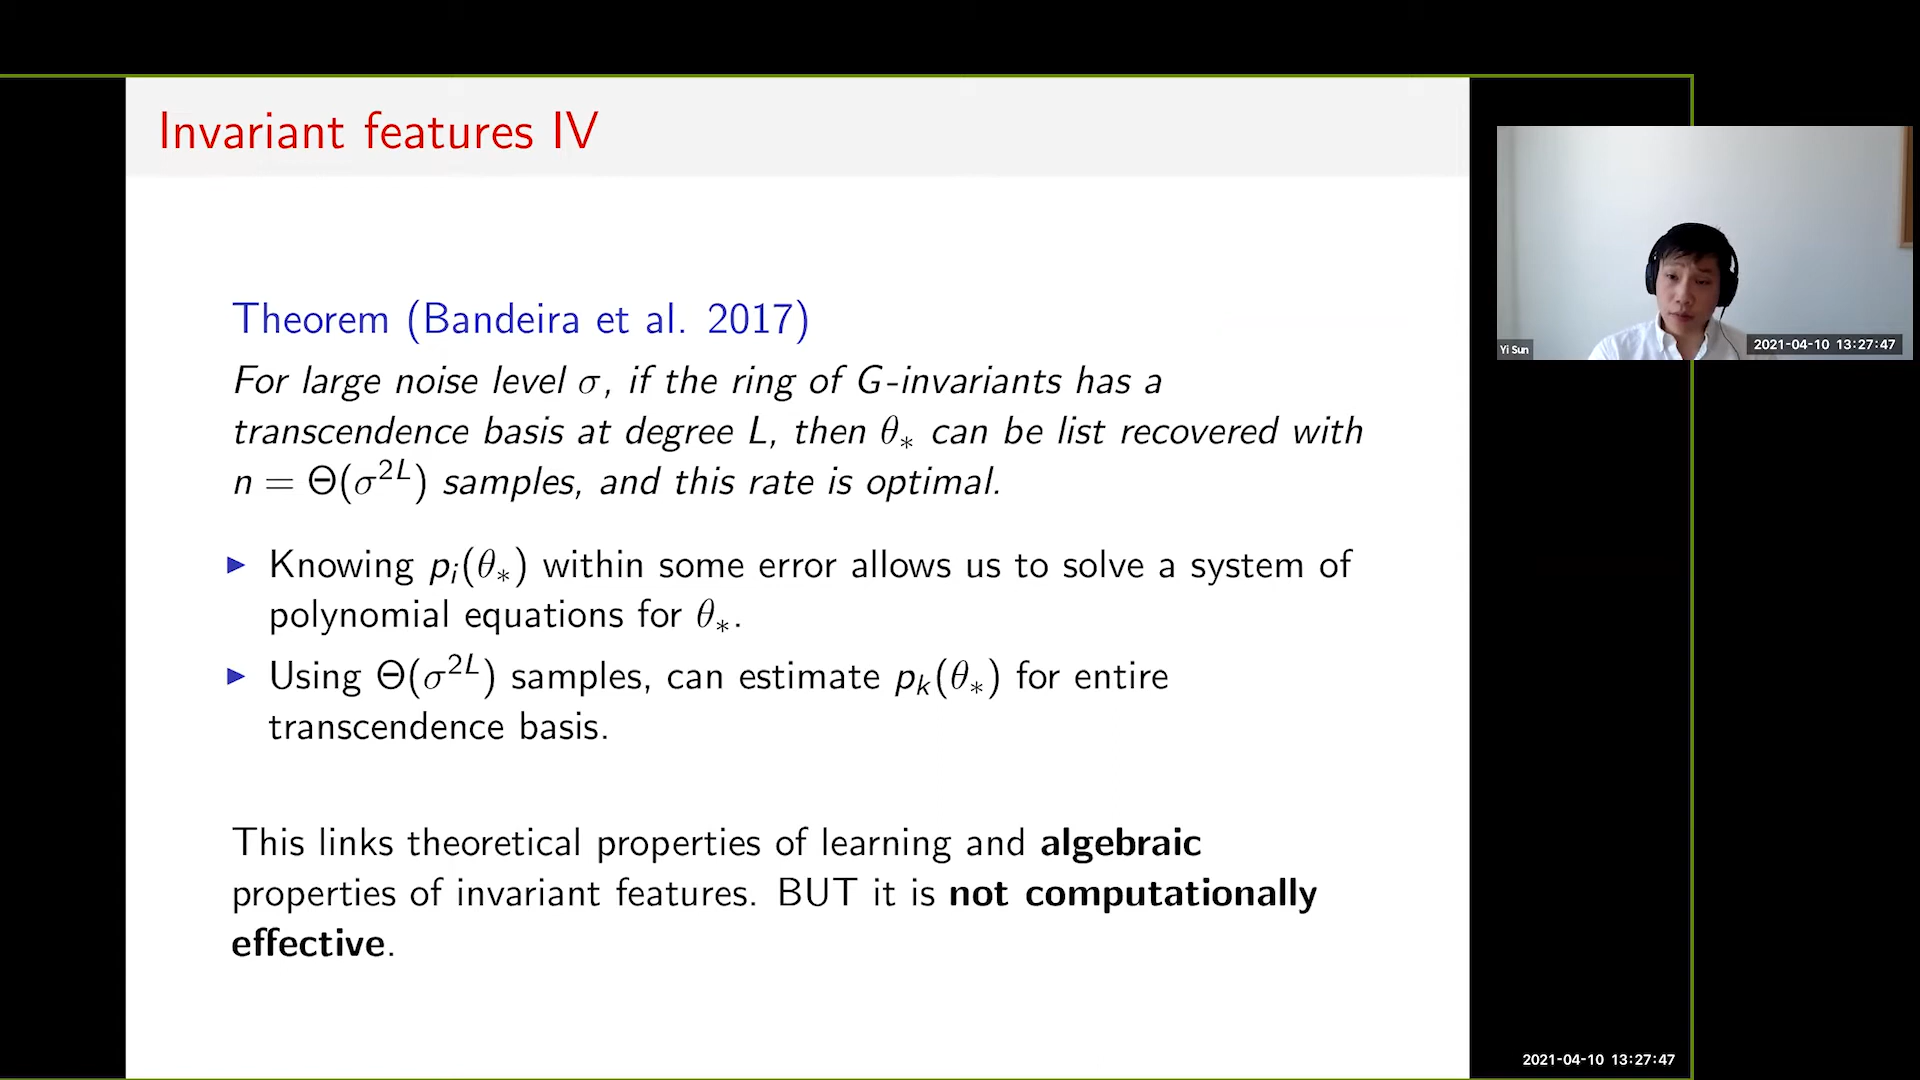 Invariant features IV
Theorem (Bandeira et al. 2017)
For large noise level σ, if the ring of G-invariants has a
transcendence basis at degree L, then θ∗ can be list recovered with
n = Θ(σ²ᴸ) samples, and this rate is optimal.
▶ Knowing pᵢ(θ∗) within some error allows us to solve a system of
polynomial equations for θ∗.
▶ Using Θ(σ²ᴸ) samples, can estimate pₖ(θ∗) for entire
transcendence basis.
This links theoretical properties of learning and algebraic
properties of invariant features. BUT it is not computationally
effective.
Yi Sun
2021-04-10 13:27:47
2021-04-10 13:27:47